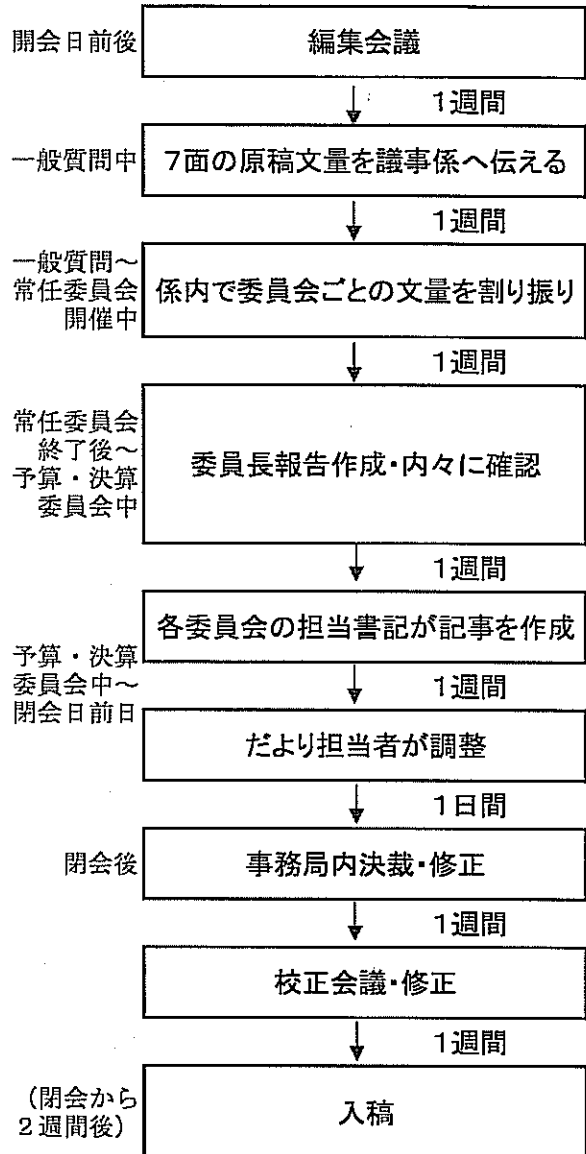 開会日前後
編集会議
1週間
一般質問中
7面の原稿文量を議事係へ伝える
1週間
一般質問～
常任委員会
開催中
係内で委員会ごとの文量を割り振り
1週間
常任委員会
終了後～
予算・決算
委員会中
委員長報告作成・内々に確認
1週間
各委員会の担当書記が記事を作成
予算・決算
委員会中～
閉会日前日
1週間
だより担当者が調整
1日間
閉会後
事務局内決裁・修正
1週間
校正会議・修正
1週間
(閉会から
2週間後)
入稿